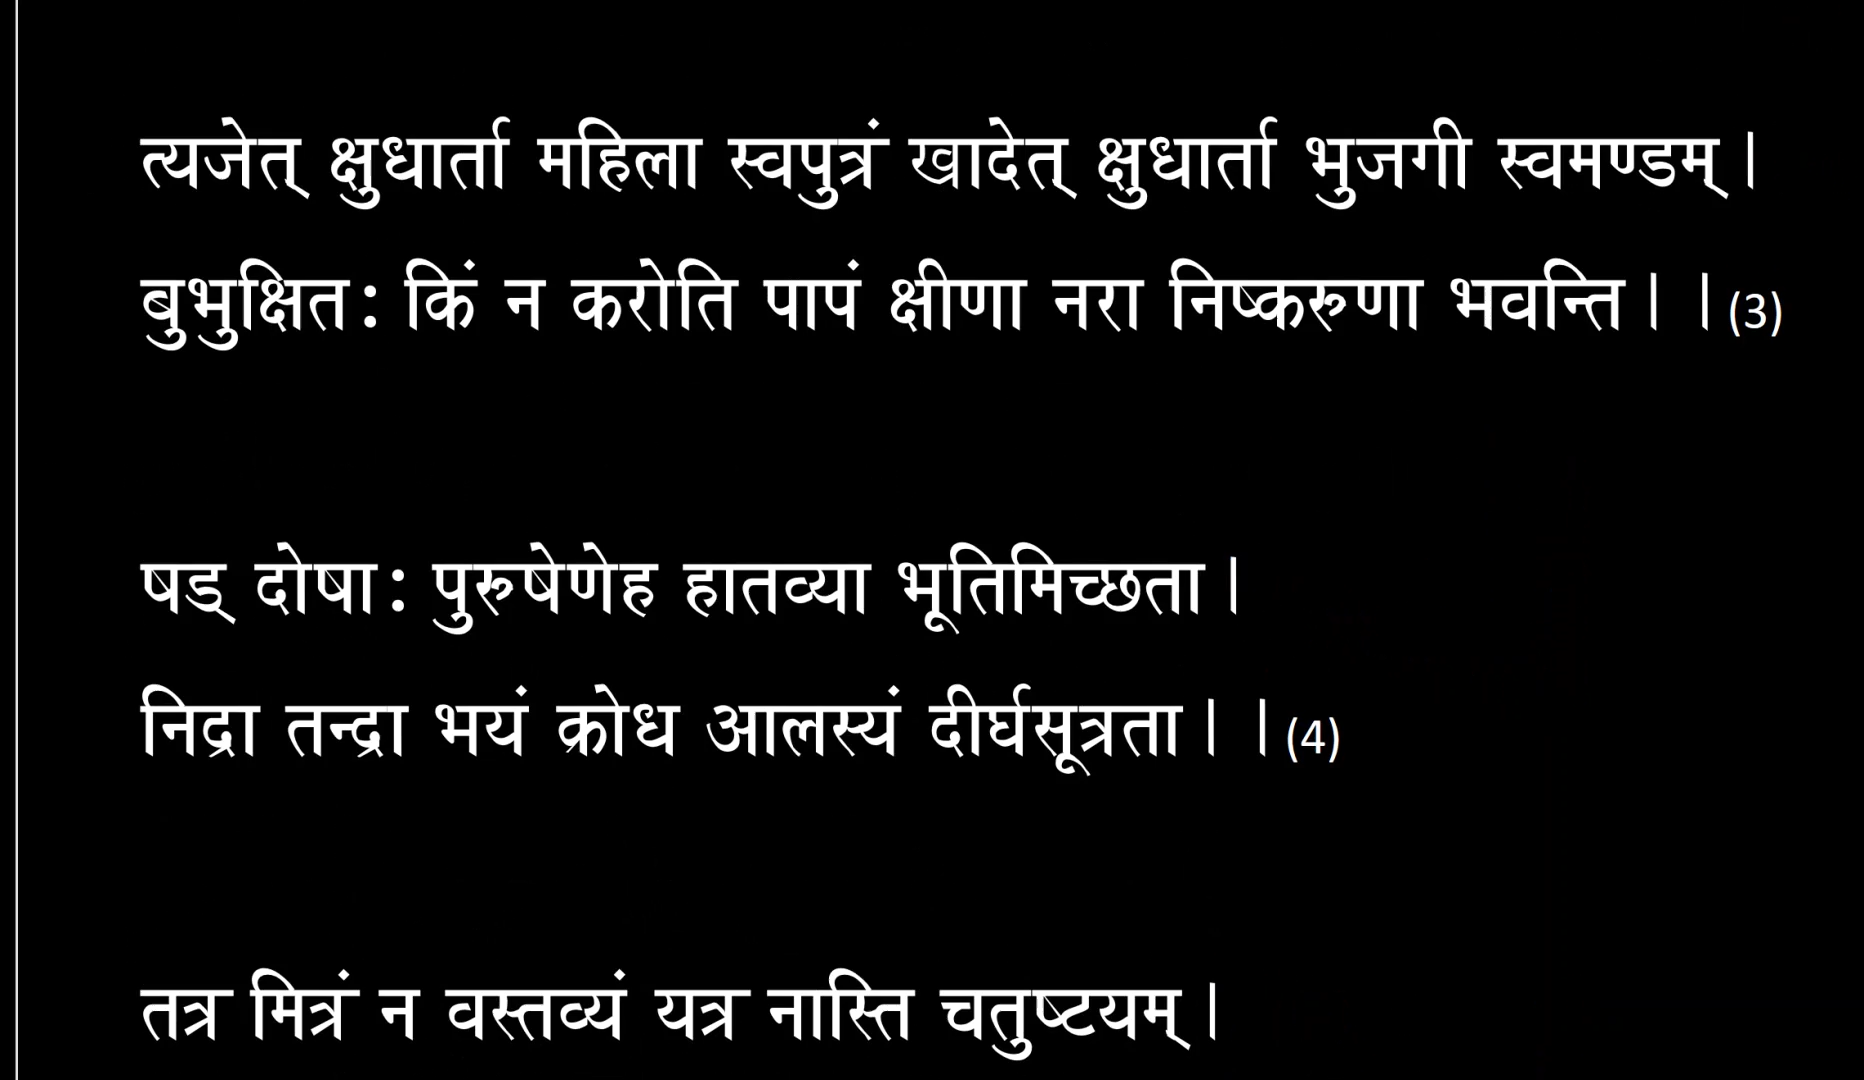 त्यजेत् क्षुधार्ता महिला स्वपुत्रं खादेत् क्षुधार्ता भुजगी स्वमण्डम्।
बुभुक्षित: किं न करोति पापं क्षीणा नरा निष्करुणा भवन्ति। ।(3)
षड् दोषा: पुरुषेणेह हातव्या भूतिमिच्छता।
निद्रा तन्द्रा भयं क्रोध आलस्यं दीर्घसूत्रता। ।(4)
तत्र मित्रं न वस्तव्यं यत्र नास्ति चतुष्टयम्।